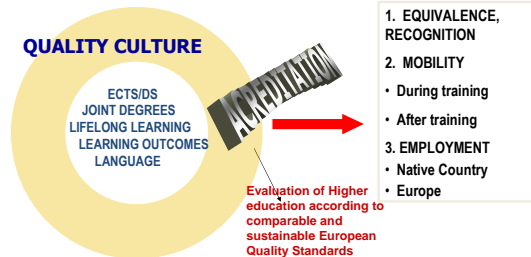 QUALITY CULTURE
ECTS/DS
JOINT DEGREES
LIFELONG LEARNING
LEARNING OUTCOMES
LANGUAGE
ACREDITATION
Evaluation of Higher
education according to
comparable and
sustainable European
Quality Standards
1. EQUIVALENCE,
RECOGNITION
2. MOBILITY
• During training
• After training
3. EMPLOYMENT
• Native Country
• Europe